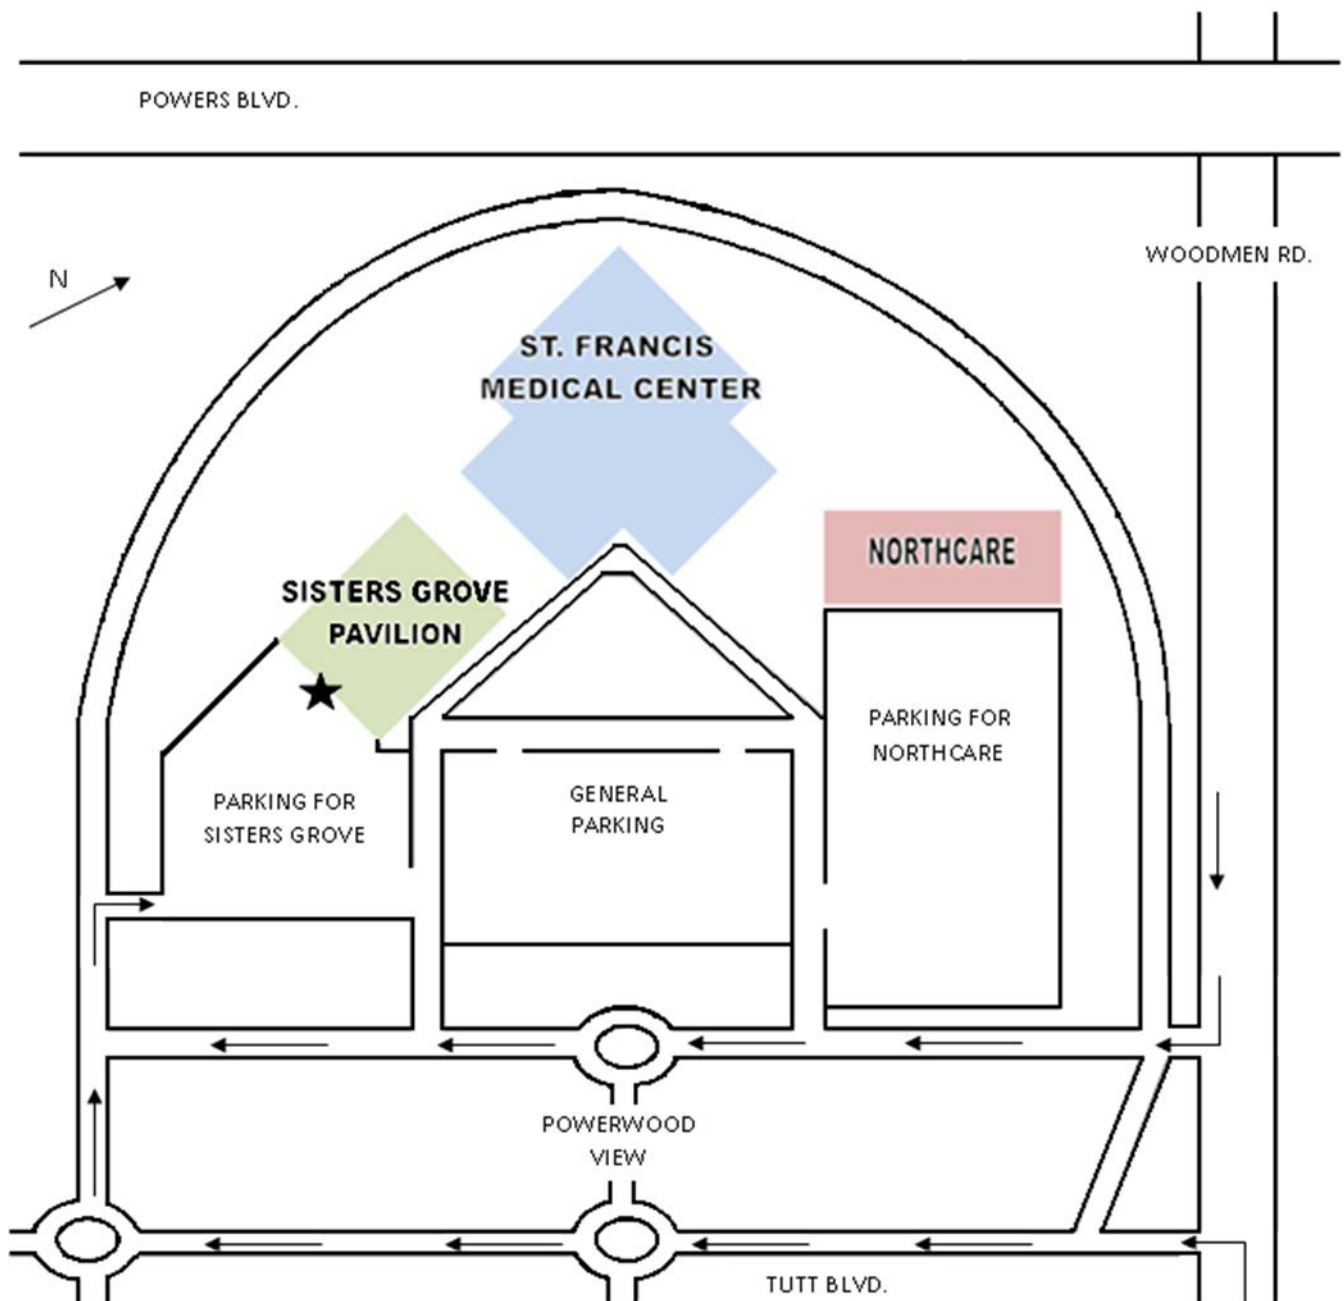 POWERS BLVD.
WOODMEN RD.
N
ST. FRANCIS
MEDICAL CENTER
NORTHCARE
SISTERS GROVE
PAVILION
PARKING FOR
NORTHCARE
GENERAL
PARKING
PARKING FOR
SISTERS GROVE
POWERWOOD
VIEW
TUTT BLVD.